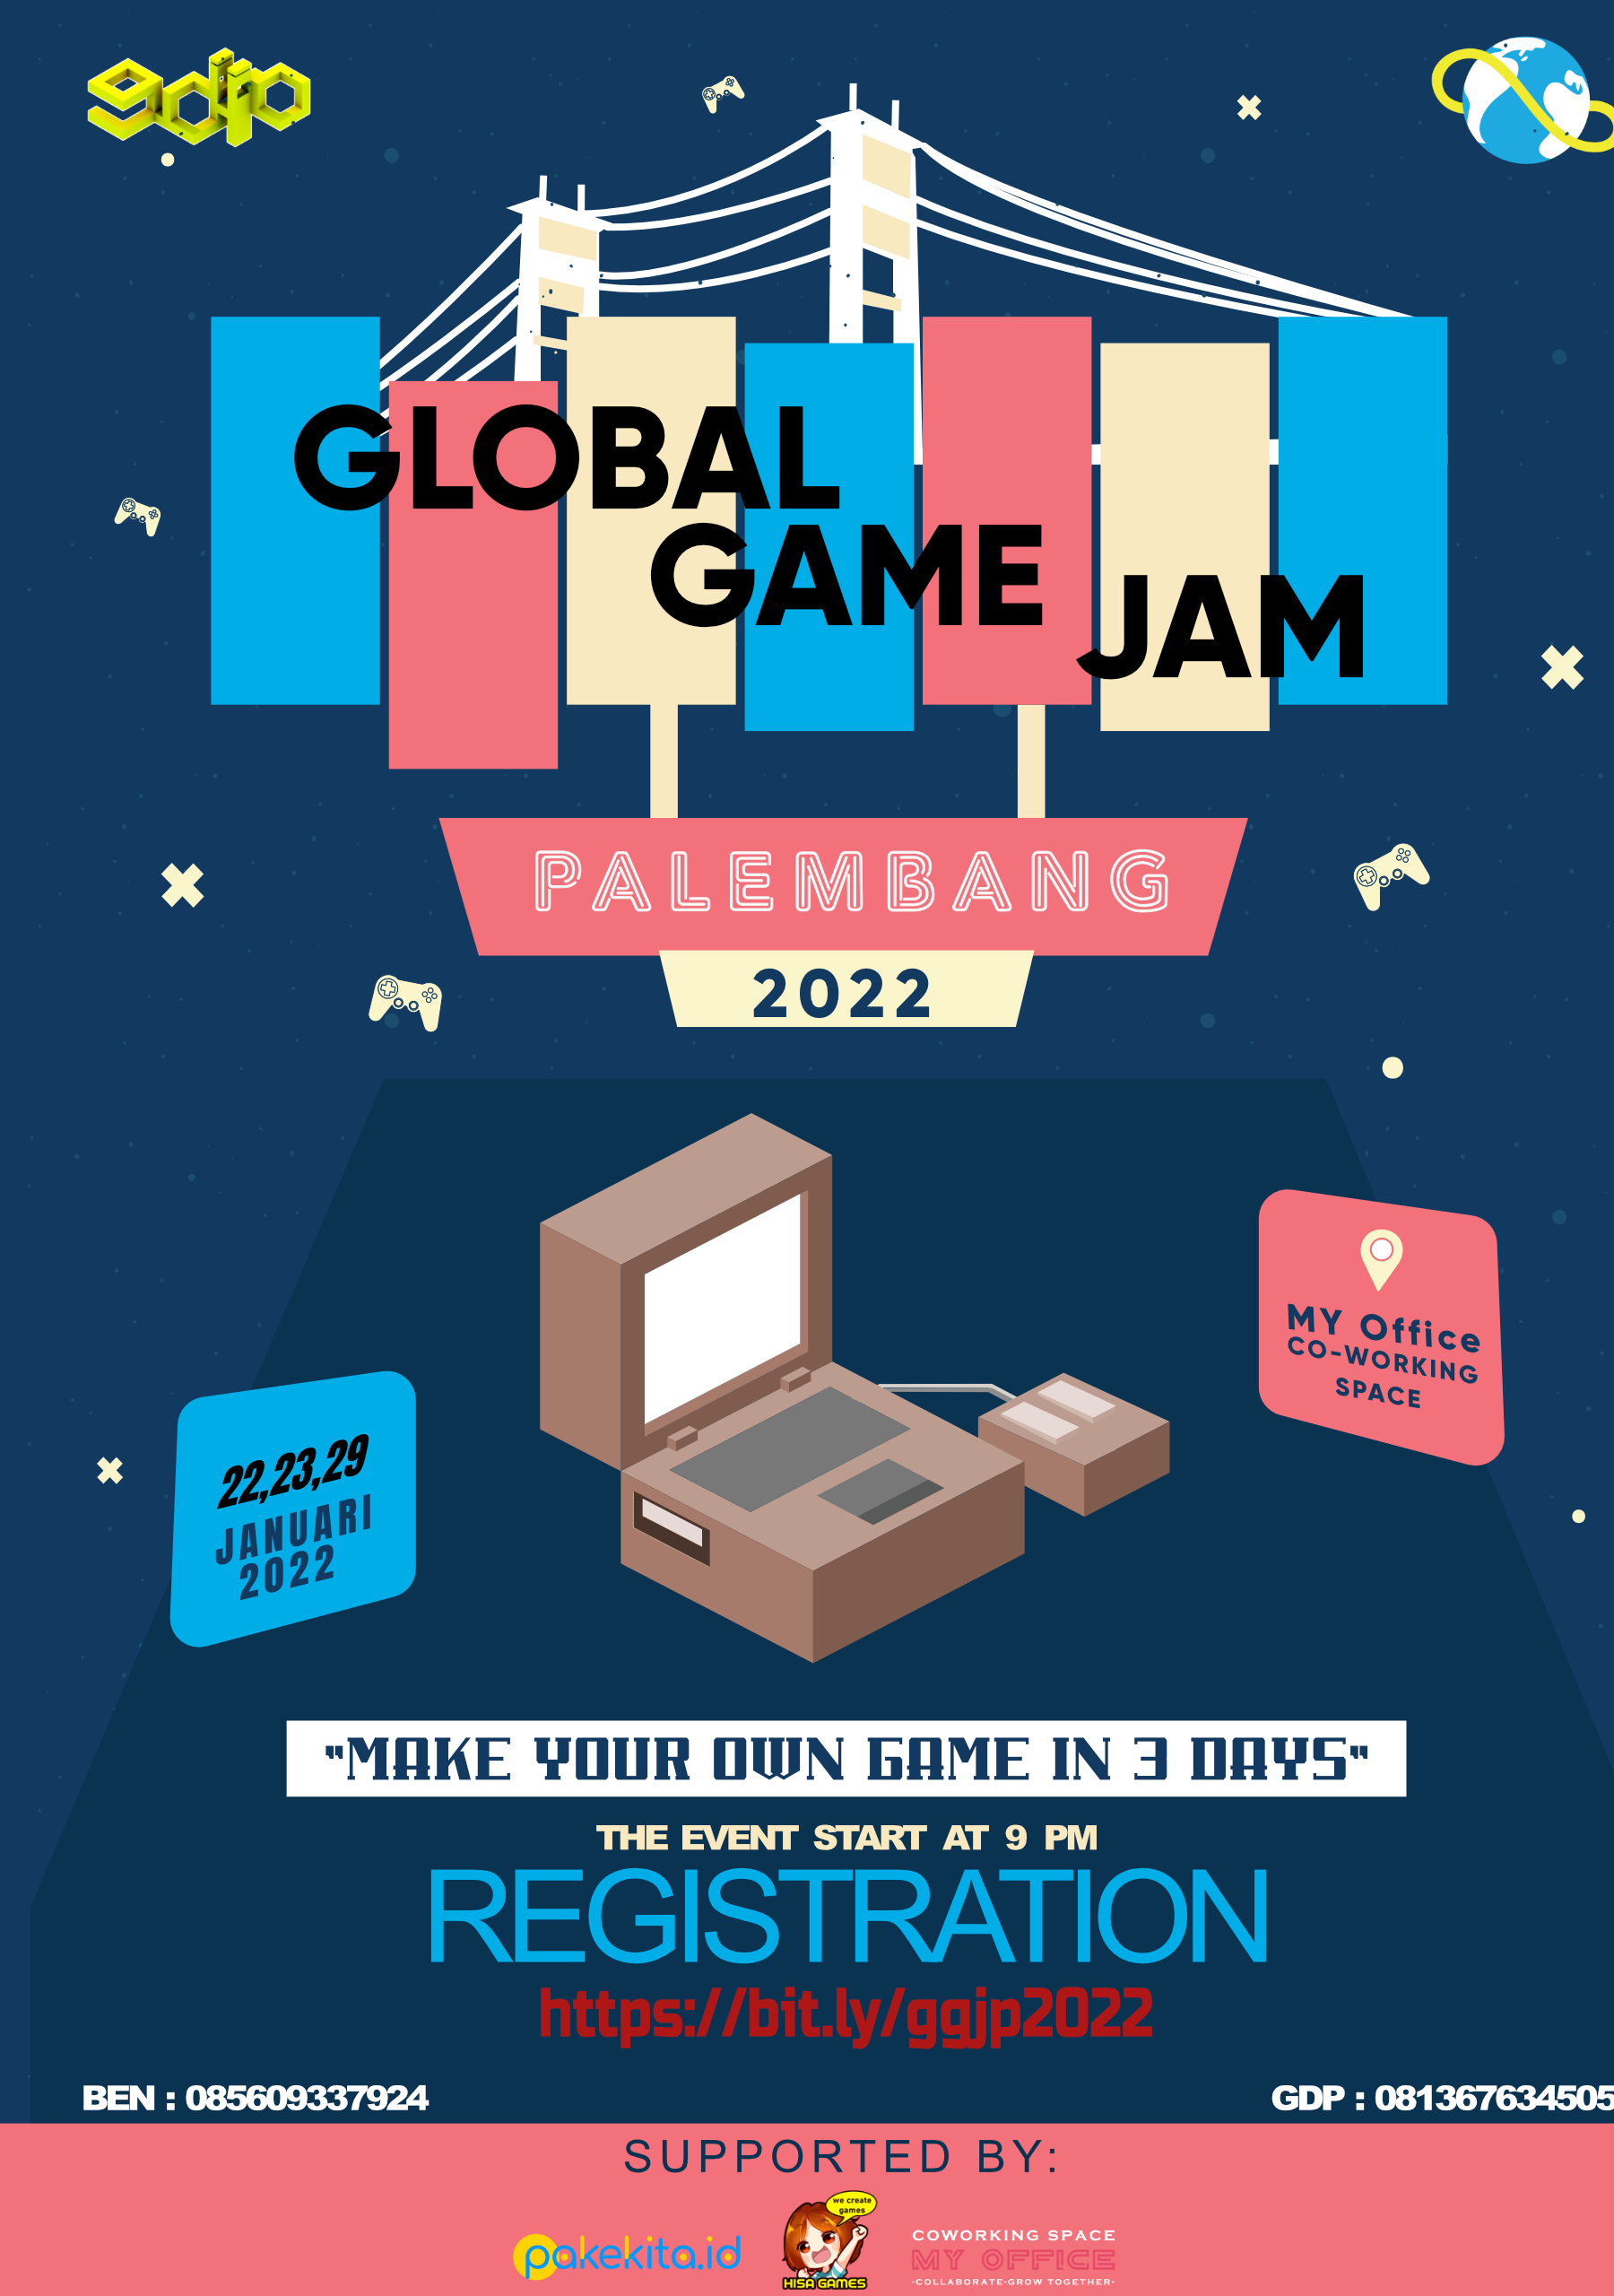 gdp
GLOBAL
GAME
JAM
PALEMBANG
2022
MY Office
CO-WORKING
SPACE
22,23,29
JANUARI
2022
"MAKE YOUR OWN GAME IN 3 DAYS"
THE EVENT START AT 9 PM
REGISTRATION
https://bit.ly/ggjp2022
BEN : 085609337924
GDP : 081367634505
SUPPORTED BY:
pakekita.id
we create
games
HISA GAMES
COWORKING SPACE
MY OFFICE
-COLLABORATE-GROW TOGETHER-